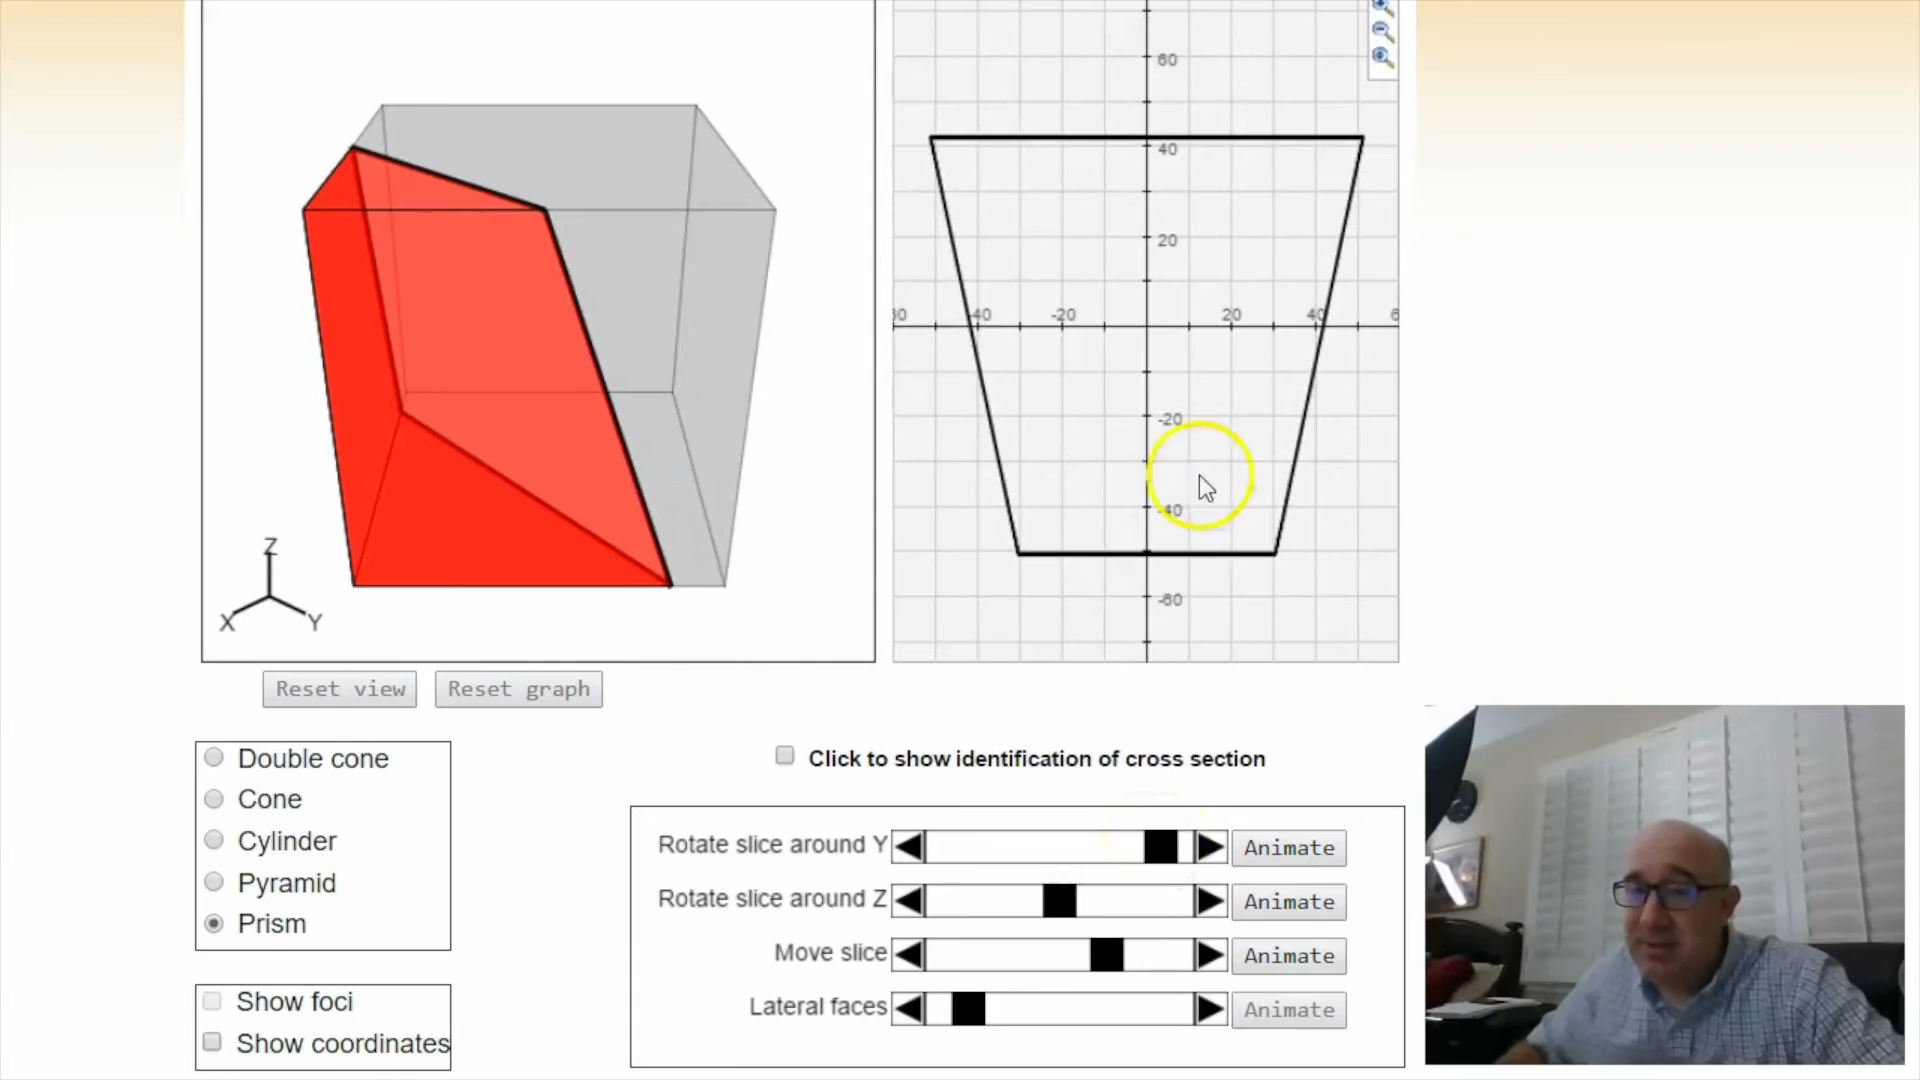 60
40
20
-20
20
40
-20
-60
Z
X
Y
Reset view
Reset graph
Double cone
Cone
Cylinder
Pyramid
Prism
Show foci
Show coordinates
Click to show identification of cross section
Rotate slice around Y
Animate
Rotate slice around Z
Animate
Move slice
Animate
Lateral faces
Animate